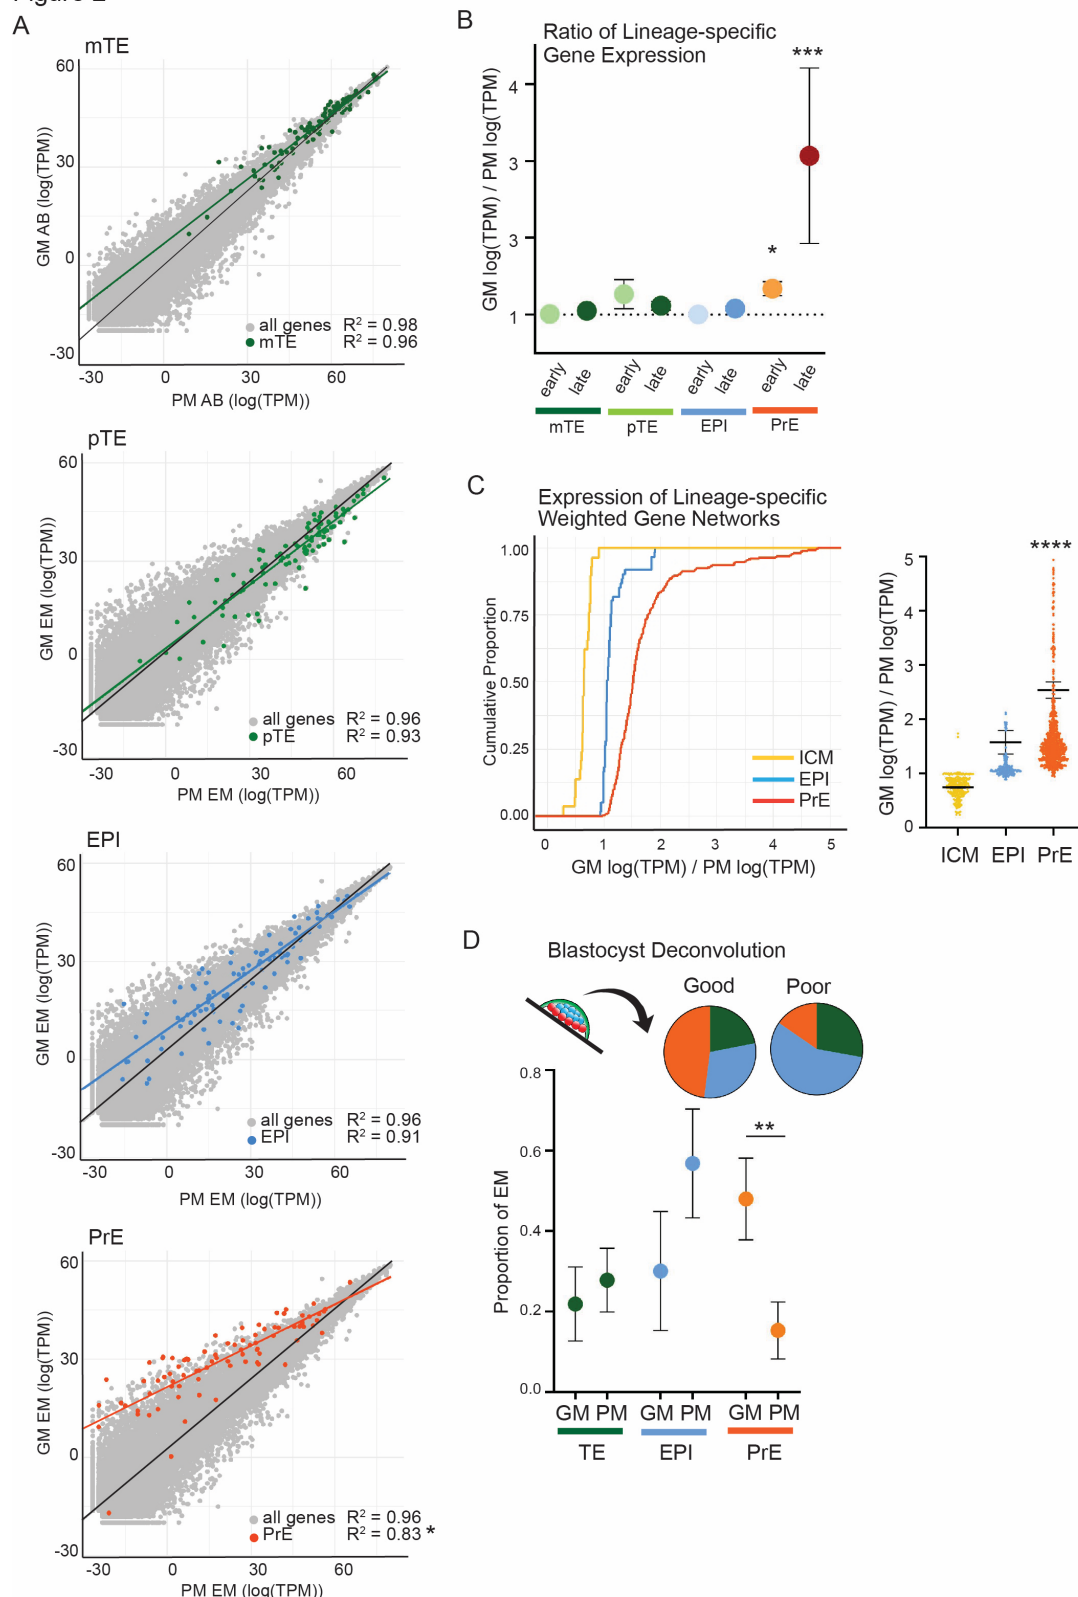 A
mTE
60
30
0
-30
GM AB (log(TPM))
all genes R² = 0.98
mTE R² = 0.96
-30 0 30 60
PM AB (log(TPM))
pTE
60
30
0
-30
GM EM (log(TPM))
all genes R² = 0.96
pTE R² = 0.93
-30 0 30 60
PM EM (log(TPM))
EPI
60
30
0
-30
GM EM (log(TPM))
all genes R² = 0.96
EPI R² = 0.91
-30 0 30 60
PM EM (log(TPM))
PrE
60
30
0
-30
GM EM (log(TPM))
all genes R² = 0.96
PrE R² = 0.83 *
-30 0 30 60
PM EM (log(TPM))
B
Ratio of Lineage-specific
Gene Expression
***
*
4
3
3
1
GM log(TPM) / PM log(TPM)
early late early late early late early late
mTE pTE EPI PrE
C
Expression of Lineage-specific
Weighted Gene Networks
1.00
0.75
0.50
0.25
0.00
Cumulative Proportion
ICM
EPI
PrE
0 1 2 3 4 5
GM log(TPM) / PM log(TPM)
****
5
4
3
2
1
0
GM log(TPM) / PM log(TPM)
ICM EPI PrE
D
Blastocyst Deconvolution
Good Poor
0.8
0.6
0.4
0.2
0.0
Proportion of EM
**
GM PM GM PM GM PM
TE EPI PrE